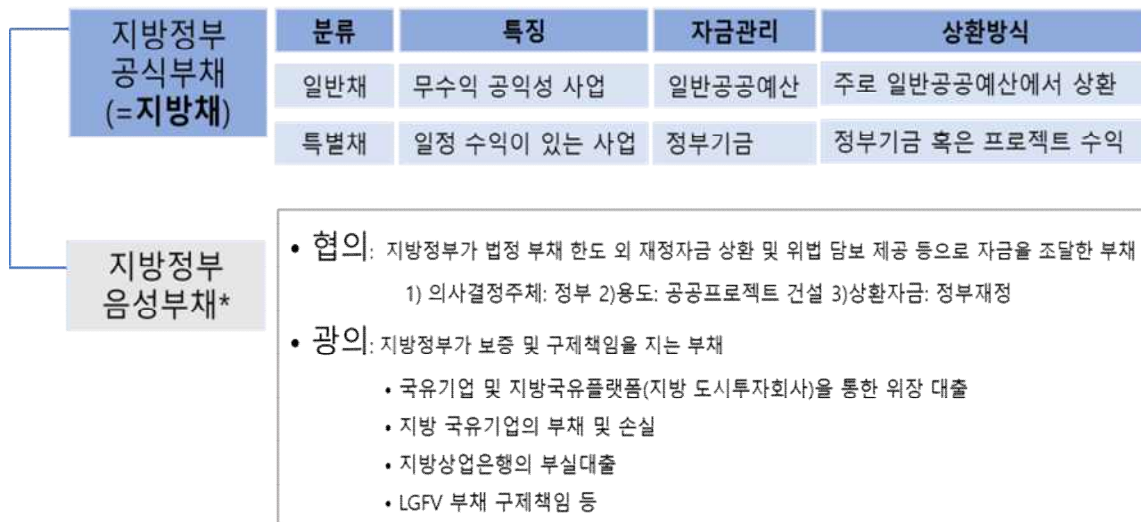 지방정부
공식부채
(=지방채)
분류 특징 자금관리 상환방식
일반채 무수익 공익성 사업 일반공공예산 주로 일반공공예산에서 상환
특별채 일정 수익이 있는 사업 정부기금 정부기금 혹은 프로젝트 수익
지방정부
음성부채*
• 협의: 지방정부가 법정 부채 한도 외 재정자금 상환 및 위법 담보 제공 등으로 자금을 조달한 부채
1) 의사결정주체: 정부 2)용도: 공공프로젝트 건설 3)상환자금: 정부재정
• 광의: 지방정부가 보증 및 구제책임을 지는 부채
• 국유기업 및 지방국유플랫폼(지방 도시투자회사)을 통한 위장 대출
• 지방 국유기업의 부채 및 손실
• 지방상업은행의 부실대출
• LGFV 부채 구제책임 등